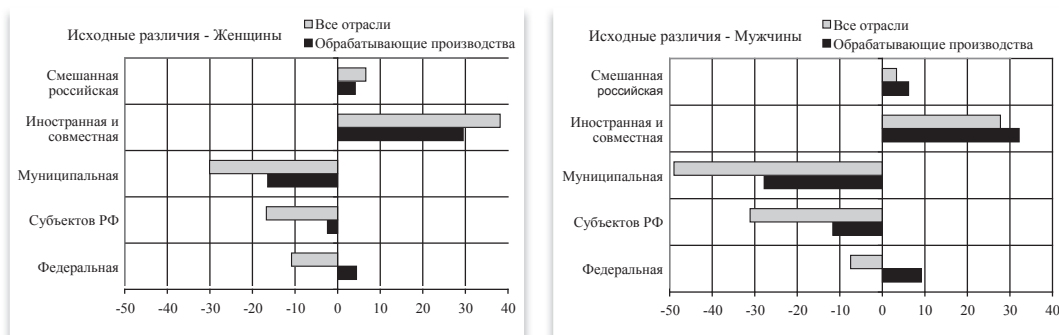 Исходные различия - Женщины
Все отрасли
Обрабатывающие производства
Смешанная
российская
Иностранная и
совместная
Муниципальная
Субъектов РФ
Федеральная
-50 -40 -30 -20 -10 0 10 20 30 40
Исходные различия - Мужчины
Все отрасли
Обрабатывающие производства
Смешанная
российская
Иностранная и
совместная
Муниципальная
Субъектов РФ
Федеральная
-50 -40 -30 -20 -10 0 10 20 30 40